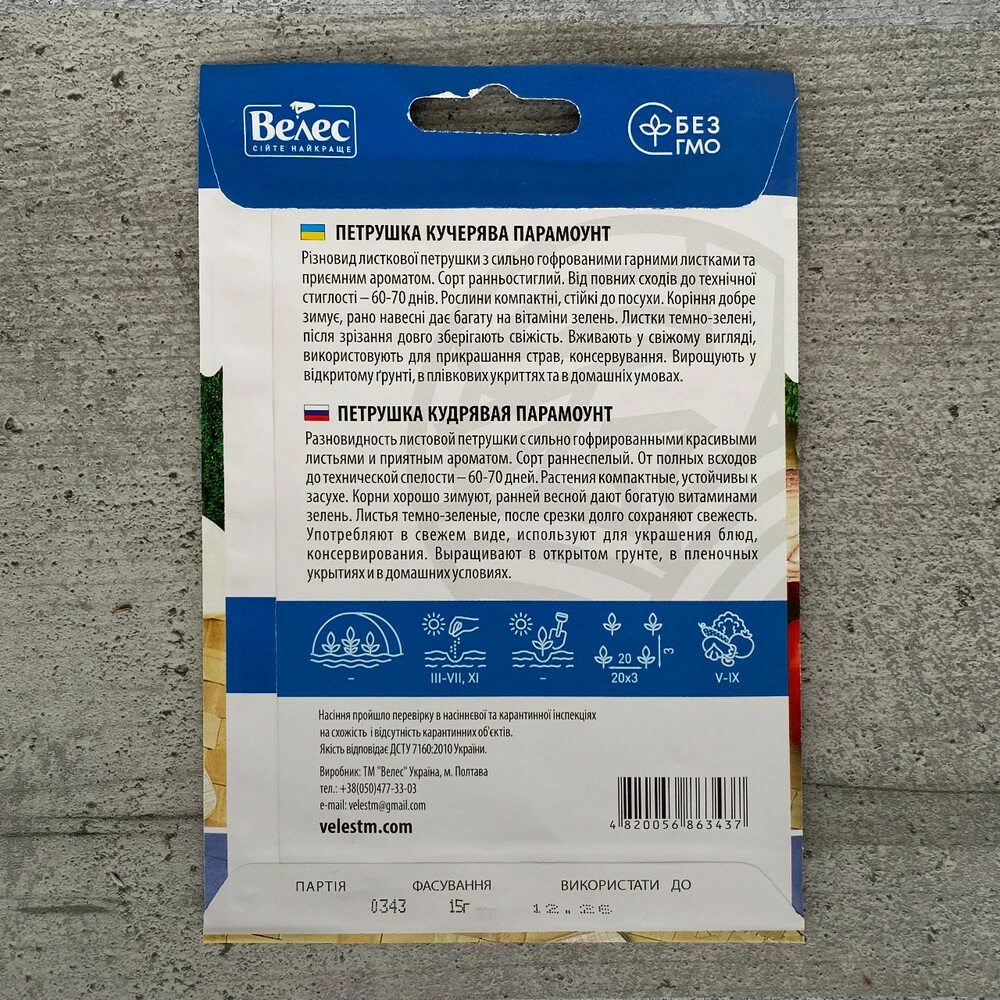 Велес
СІЙТЕ НАЙКРАЩЕ
БЕЗ
ГМО
ПЕТРУШКА КУЧЕРЯВА ПАРАМОУНТ
Різновид листкової петрушки з сильно гофрованими гарними листками та
приємним ароматом. Сорт ранньостиглий. Від повних сходів до технічної
стиглості – 60-70 днів. Рослини компактні, стійкі до посухи. Коріння добре
зимує, рано навесні дає багату на вітаміни зелень. Листки темно-зелені,
після зрізання довго зберігають свіжість. Вживають у свіжому вигляді,
використовують для прикрашання страв, консервування. Вирощують у
відкритому ґрунті, в плівкових укриттях та в домашніх умовах.
ПЕТРУШКА КУДРЯВАЯ ПАРАМОУНТ
Разновидность листовой петрушки с сильно гофрированными красивыми
листьями и приятным ароматом. Сорт раннеспелый. От полных всходов
до технической спелости – 60-70 дней. Растения компактные, устойчивы к
засухе. Корни хорошо зимуют, ранней весной дают богатую витаминами
зелень. Листья темно-зеленые, после срезки долго сохраняют свежесть.
Употребляют в свежем виде, используют для украшения блюд,
консервирования. Выращивают в открытом грунте, в пленочных
укрытиях и в домашних условиях.
20
3
–
III-VII, XI
–
20x3
V-IX
Насіння пройшло перевірку в насіннєвої та карантинної інспекціях
на схожість і відсутність карантинних об'єктів.
Якість відповідає ДСТУ 7160:2010 України.
Виробник: ТМ "Велес" Україна, м. Полтава
тел.: +38(050)477-33-03
e-mail: velestm@gmail.com
velestm.com
4 820056 863437
ПАРТІЯ ФАСУВАННЯ ВИКОРИСТАТИ ДО
0343 15г 12.26